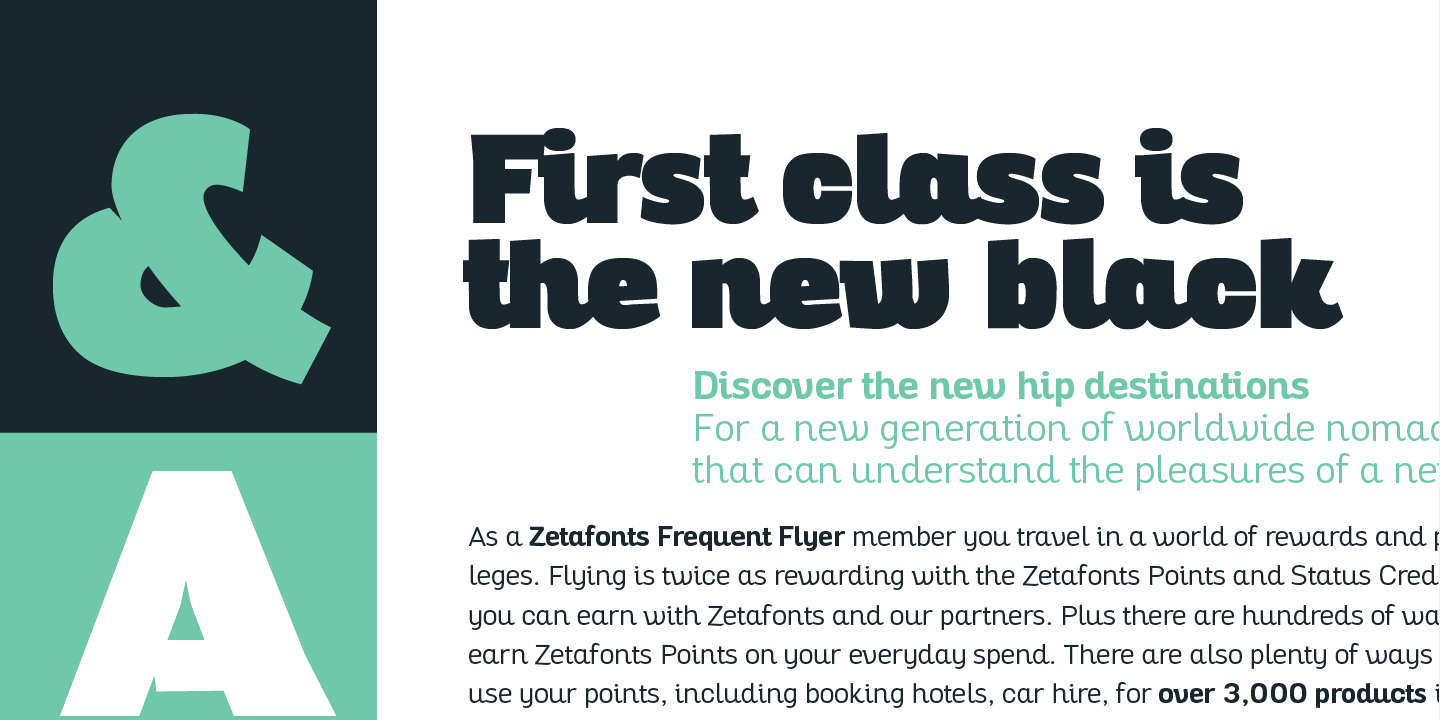 &
A
First class is
the new black
Discover the new hip destinations
For a new generation of worldwide
that can understand the pleasures of a
As a Zetafonts Frequent Flyer member you travel in a world of rewards and
leges. Flying is twice as rewarding with the Zetafonts Points and Status
you can earn with Zetafonts and our partners. Plus there are hundreds of
earn Zetafonts Points on your everyday spend. There are also plenty of ways
use your points, including booking hotels, car hire, for over 3,000 products